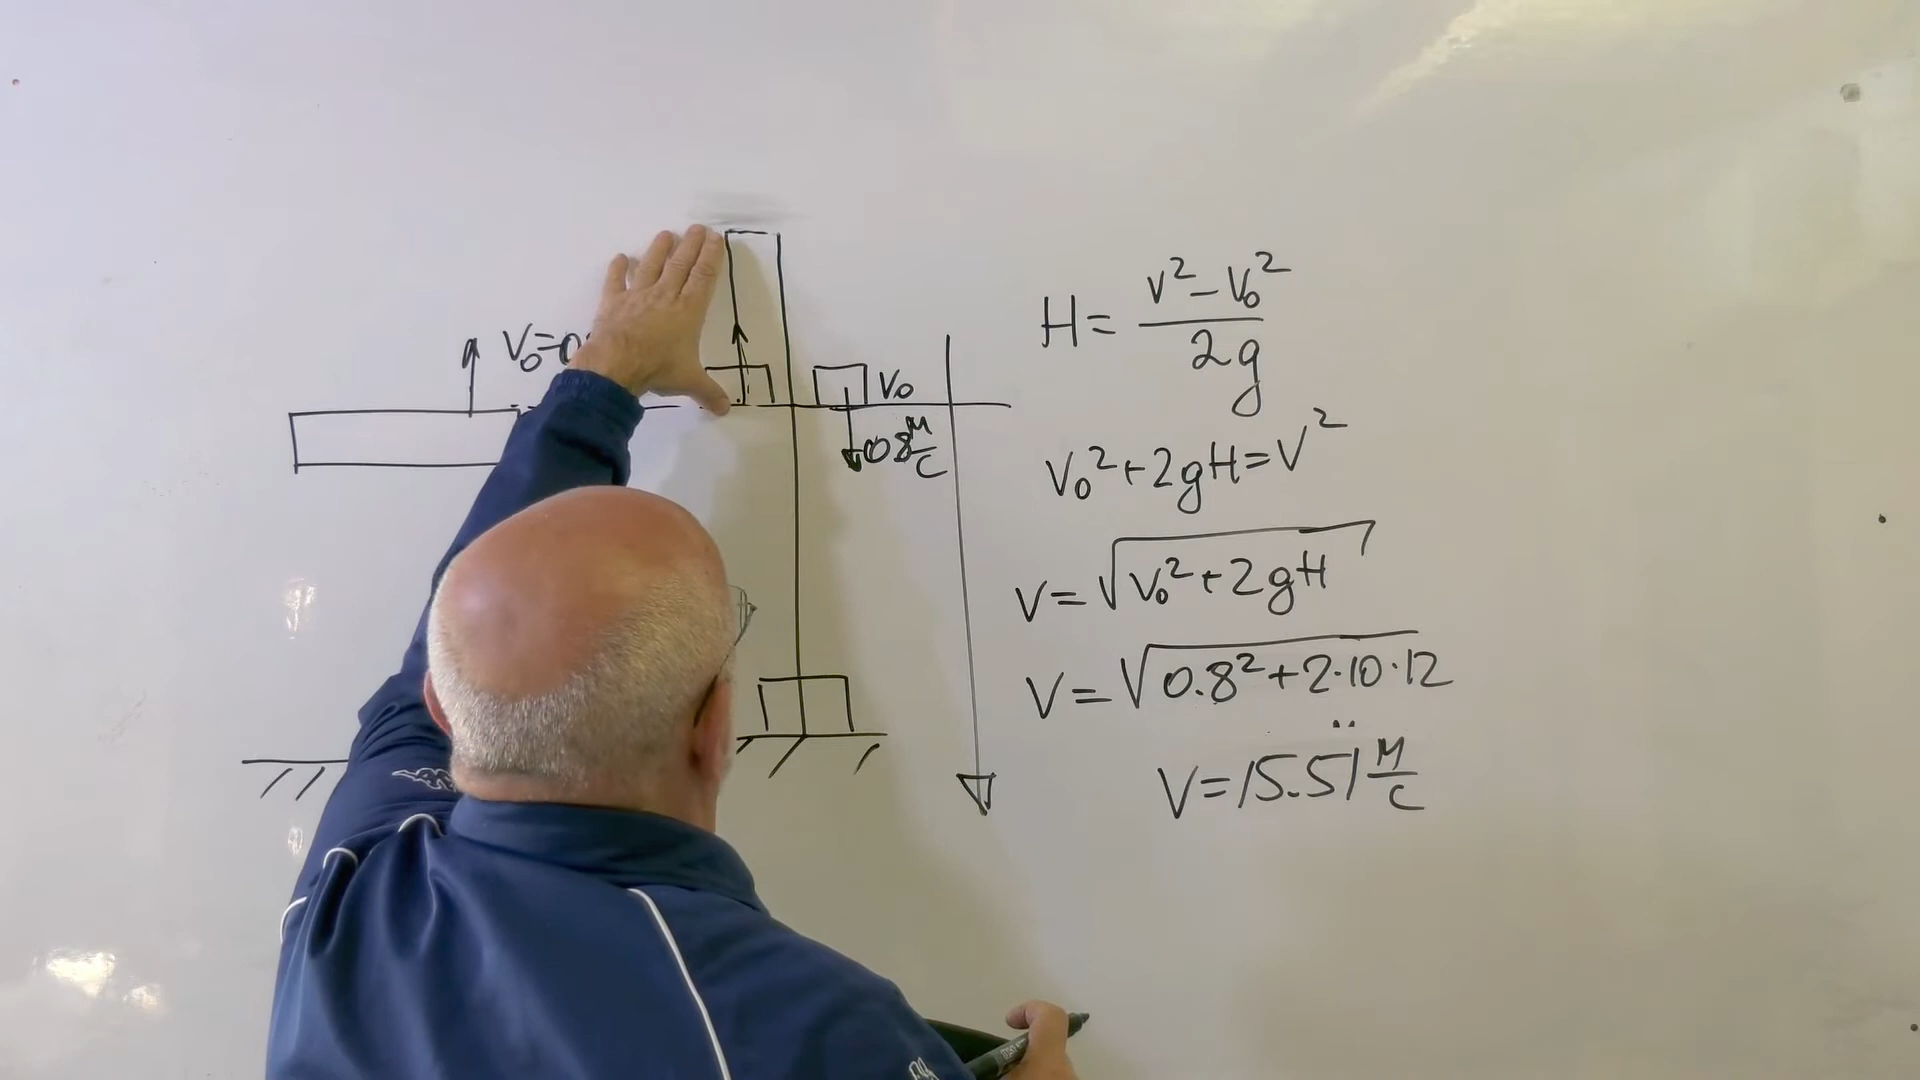 V₀=0
V₀
0.8 м/с
H = (V² − V₀²)/2g
V₀² + 2gH = V²
V = √(V₀² + 2gH)
V = √(0.8² + 2·10·12)
V = 15.51 м/с